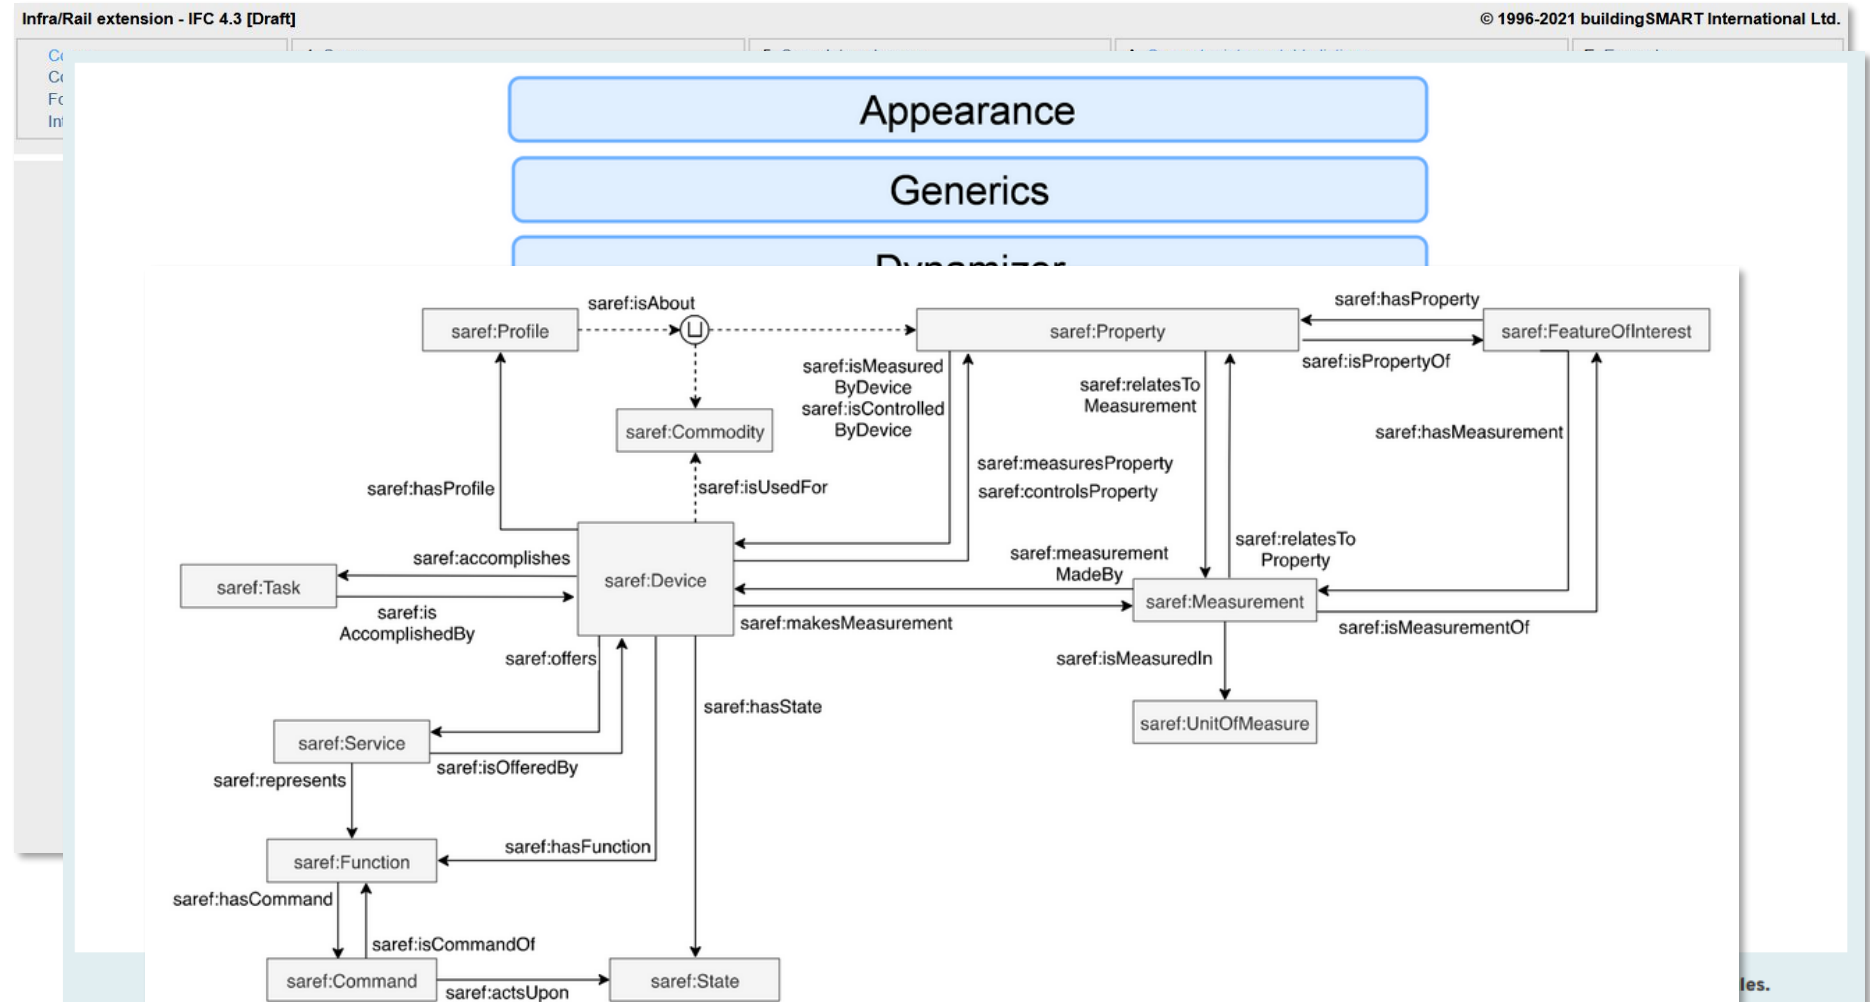 Infra/Rail extension - IFC 4.3 [Draft]
© 1996-2021 buildingSMART International Ltd.
Appearance
Generics
Dynamizer
saref:isAbout
saref:hasProperty
saref:Profile
saref:Property
saref:FeatureOfInterest
saref:isPropertyOf
saref:isMeasured
ByDevice
saref:isControlled
ByDevice
saref:relatesTo
Measurement
saref:Commodity
saref:hasMeasurement
saref:measuresProperty
saref:controlsProperty
saref:hasProfile
saref:isUsedFor
saref:accomplishes
saref:Device
saref:measurement
MadeBy
saref:relatesTo
Property
saref:Task
saref:Measurement
saref:is
AccomplishedBy
saref:makesMeasurement
saref:isMeasurementOf
saref:offers
saref:isMeasuredIn
saref:hasState
saref:UnitOfMeasure
saref:Service
saref:isOfferedBy
saref:represents
saref:hasFunction
saref:Function
saref:hasCommand
saref:isCommandOf
saref:Command
saref:actsUpon
saref:State
les.